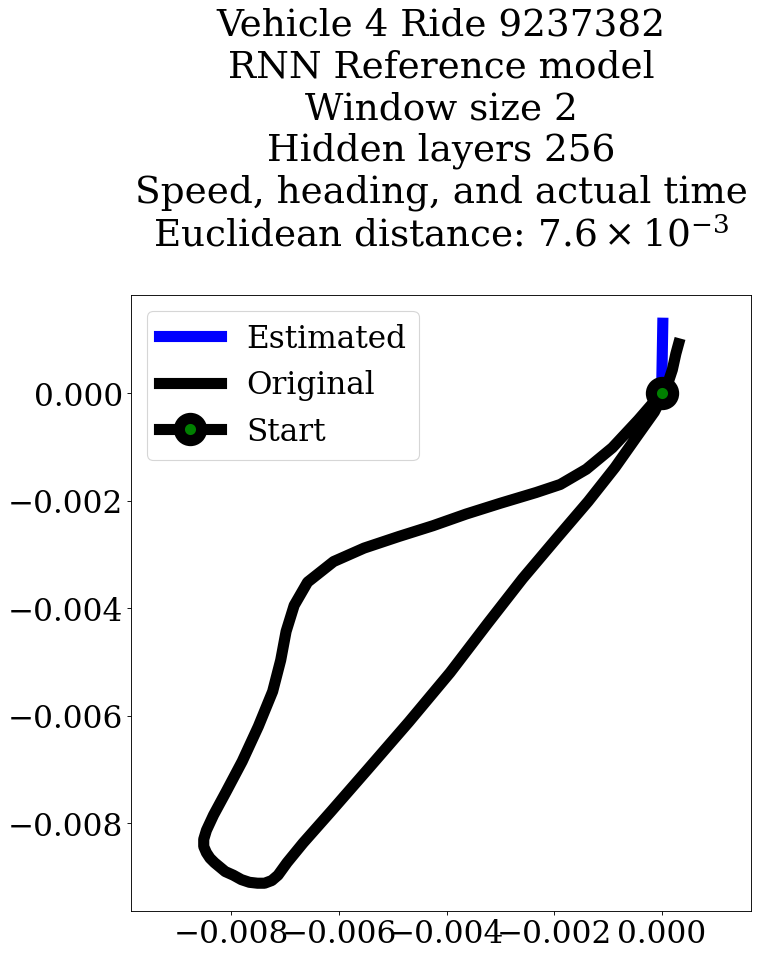 Vehicle 4 Ride 9237382
RNN Reference model
Window size 2
Hidden layers 256
Speed, heading, and actual time
Euclidean distance: 7.6 × 10⁻³
Estimated
Original
Start
0.000
−0.002
−0.004
−0.006
−0.008
−0.008 −0.006 −0.004 −0.002 0.000